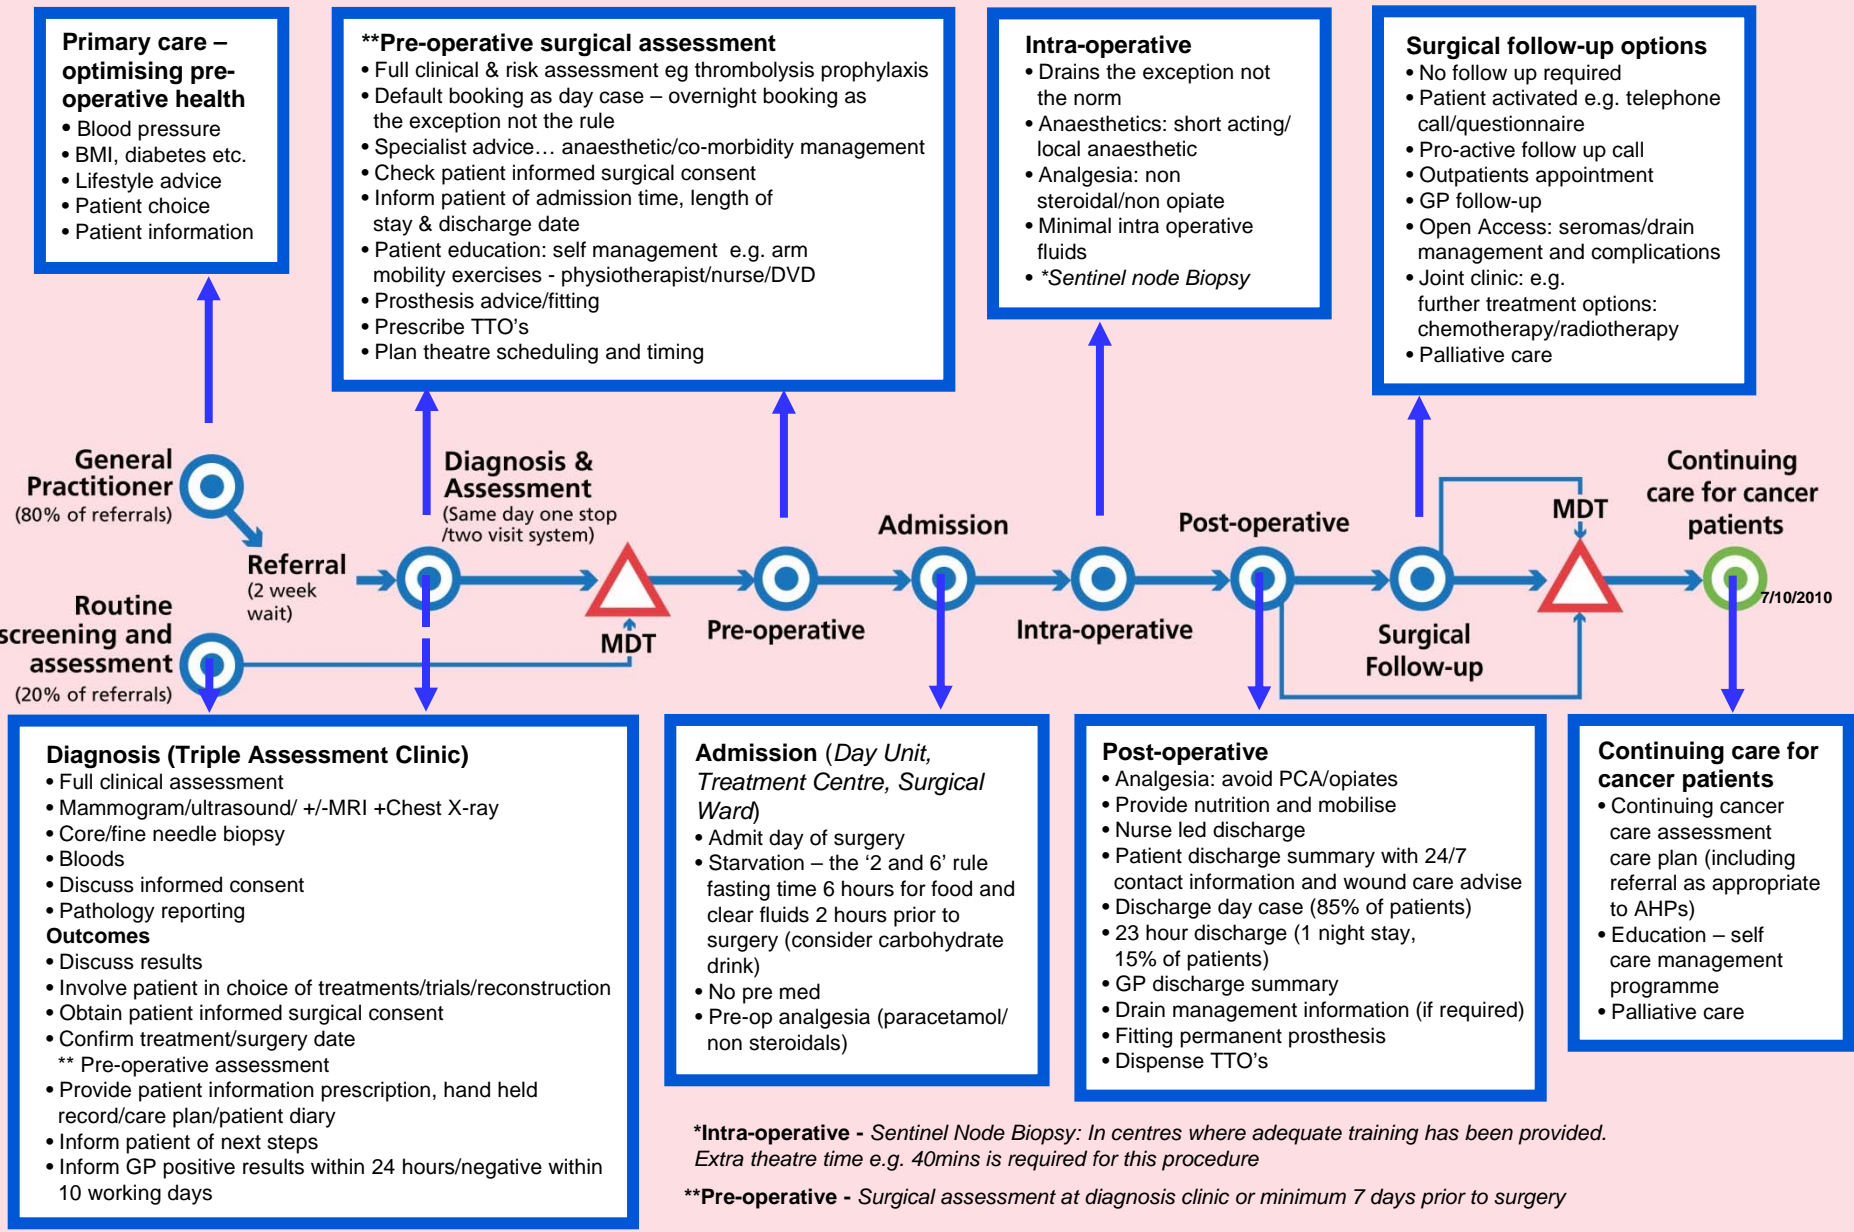 Primary care –
optimising pre-
operative health
• Blood pressure
• BMI, diabetes etc.
• Lifestyle advice
• Patient choice
• Patient information
**Pre-operative surgical assessment
• Full clinical & risk assessment eg thrombolysis prophylaxis
• Default booking as day case – overnight booking as
the exception not the rule
• Specialist advice… anaesthetic/co-morbidity management
• Check patient informed surgical consent
• Inform patient of admission time, length of
stay & discharge date
• Patient education: self management e.g. arm
mobility exercises - physiotherapist/nurse/DVD
• Prosthesis advice/fitting
• Prescribe TTO's
• Plan theatre scheduling and timing
Intra-operative
• Drains the exception not
the norm
• Anaesthetics: short acting/
local anaesthetic
• Analgesia: non
steroidal/non opiate
• Minimal intra operative
fluids
• *Sentinel node Biopsy
Surgical follow-up options
• No follow up required
• Patient activated e.g. telephone
call/questionnaire
• Pro-active follow up call
• Outpatients appointment
• GP follow-up
• Open Access: seromas/drain
management and complications
• Joint clinic: e.g.
further treatment options:
chemotherapy/radiotherapy
• Palliative care
General
Practitioner
(80% of referrals)
Referral
(2 week
wait)
Routine
screening and
assessment
(20% of referrals)
Diagnosis &
Assessment
(Same day one stop
/two visit system)
MDT
Pre-operative
Admission
Intra-operative
Post-operative
Surgical
Follow-up
MDT
Continuing
care for cancer
patients
7/10/2010
Diagnosis (Triple Assessment Clinic)
• Full clinical assessment
• Mammogram/ultrasound/ +/-MRI +Chest X-ray
• Core/fine needle biopsy
• Bloods
• Discuss informed consent
• Pathology reporting
Outcomes
• Discuss results
• Involve patient in choice of treatments/trials/reconstruction
• Obtain patient informed surgical consent
• Confirm treatment/surgery date
** Pre-operative assessment
• Provide patient information prescription, hand held
record/care plan/patient diary
• Inform patient of next steps
• Inform GP positive results within 24 hours/negative within
10 working days
Admission (Day Unit,
Treatment Centre, Surgical
Ward)
• Admit day of surgery
• Starvation – the ‘2 and 6’ rule
fasting time 6 hours for food and
clear fluids 2 hours prior to
surgery (consider carbohydrate
drink)
• No pre med
• Pre-op analgesia (paracetamol/
non steroidals)
Post-operative
• Analgesia: avoid PCA/opiates
• Provide nutrition and mobilise
• Nurse led discharge
• Patient discharge summary with 24/7
contact information and wound care advise
• Discharge day case (85% of patients)
• 23 hour discharge (1 night stay,
15% of patients)
• GP discharge summary
• Drain management information (if required)
• Fitting permanent prosthesis
• Dispense TTO's
Continuing care for
cancer patients
• Continuing cancer
care assessment
care plan (including
referral as appropriate
to AHPs)
• Education – self
care management
programme
• Palliative care
*Intra-operative - Sentinel Node Biopsy: In centres where adequate training has been provided.
Extra theatre time e.g. 40mins is required for this procedure
**Pre-operative - Surgical assessment at diagnosis clinic or minimum 7 days prior to surgery